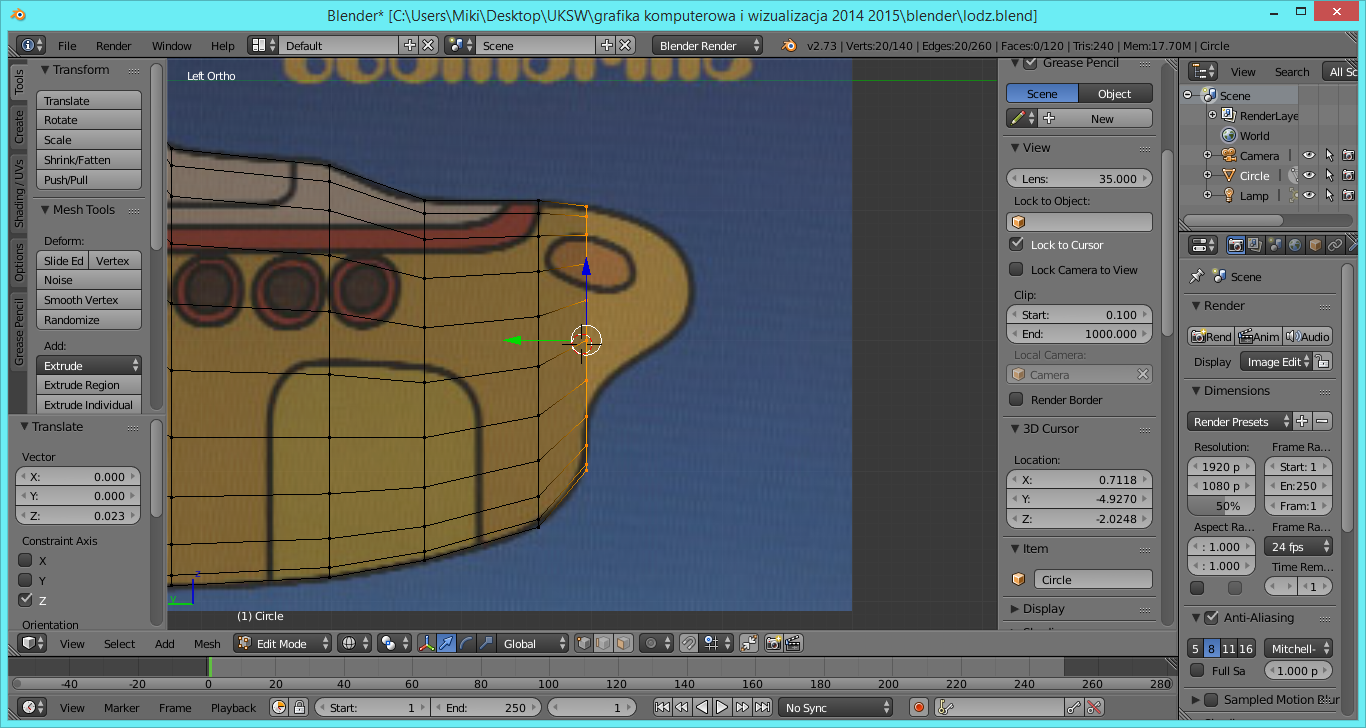 Blender* [C:\Users\Miki\Desktop\UKSW\grafika komputerowa i wizualizacja 2014 2015\blender\lodz.blend]
File Render Window Help Default Scene Blender Render v2.73 | Verts:20/140 | Edges:20/260 | Faces:0/120 | Tris:240 | Mem:17.70M | Circle
Tools
Create
Shading / UVs
Options
Grease Pencil
Transform
Translate
Rotate
Scale
Shrink/Fatten
Push/Pull
Mesh Tools
Deform:
Slide Ed Vertex
Noise
Smooth Vertex
Randomize
Add:
Extrude
Extrude Region
Extrude Individual
Translate
Vector
X: 0.000
Y: 0.000
Z: 0.023
Constraint Axis
X
Y
Z
Orientation
Left Ortho
z
y
(1) Circle
View Select Add Mesh Edit Mode Global
Grease Pencil
Scene Object
New
View
Lens: 35.000
Lock to Object:
Lock to Cursor
Lock Camera to View
Clip:
Start: 0.100
End: 1000.000
Local Camera:
Camera
Render Border
3D Cursor
Location:
X: 0.7118
Y: -4.9270
Z: -2.0248
Item
Circle
Display
View Search All Sc
Scene
RenderLaye
World
Camera
Circle
Lamp
Scene
Render
Rend Anim Audio
Display Image Edit
Dimensions
Render Presets
Resolution: Frame Ra...
1920 p Start: 1
1080 p En:250
50% Fram:1
Aspect Ra... Frame Ra...
: 1.000 24 fps
: 1.000 Time Rem...
1
Anti-Aliasing
5 8 11 16 Mitchell-
Full Sa 1.000 p
Sampled Motion Blur
-40 -20 0 20 40 60 80 100 120 140 160 180 200 220 240 260 280
View Marker Frame Playback Start: 1 End: 250 1 No Sync